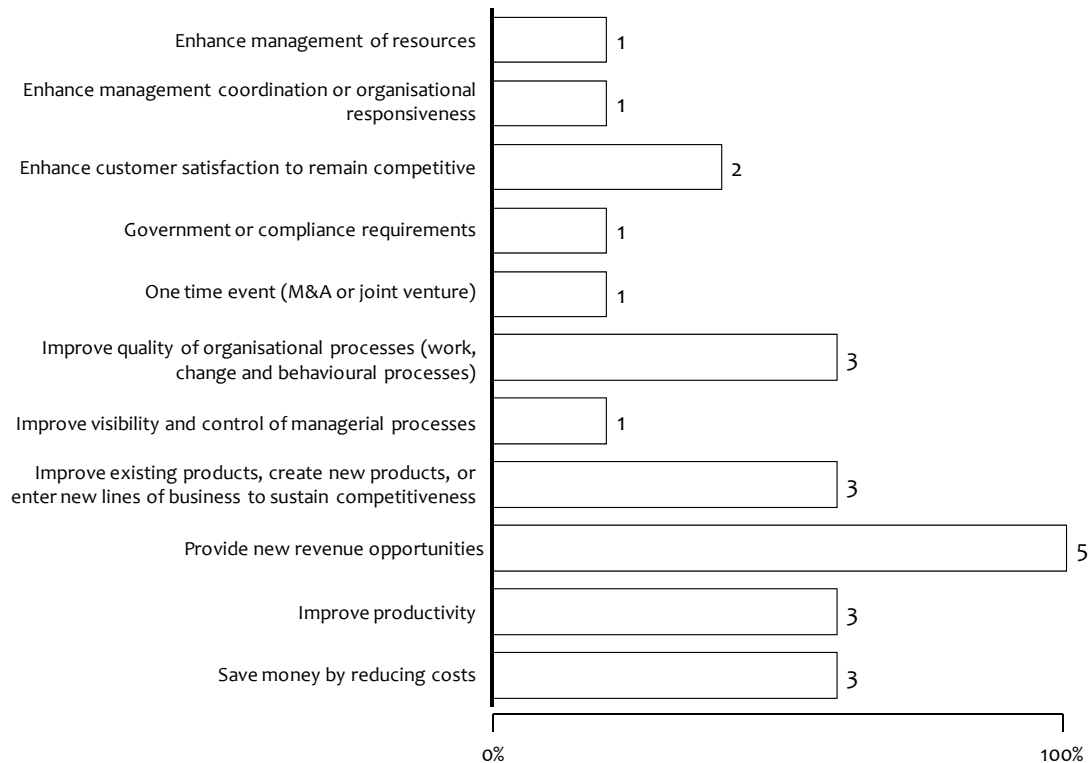 Enhance management of resources
1
Enhance management coordination or organisational
responsiveness
1
Enhance customer satisfaction to remain competitive
2
Government or compliance requirements
1
One time event (M&A or joint venture)
1
Improve quality of organisational processes (work,
change and behavioural processes)
3
Improve visibility and control of managerial processes
1
Improve existing products, create new products, or
enter new lines of business to sustain competitiveness
3
Provide new revenue opportunities
5
Improve productivity
3
Save money by reducing costs
3
0%
100%